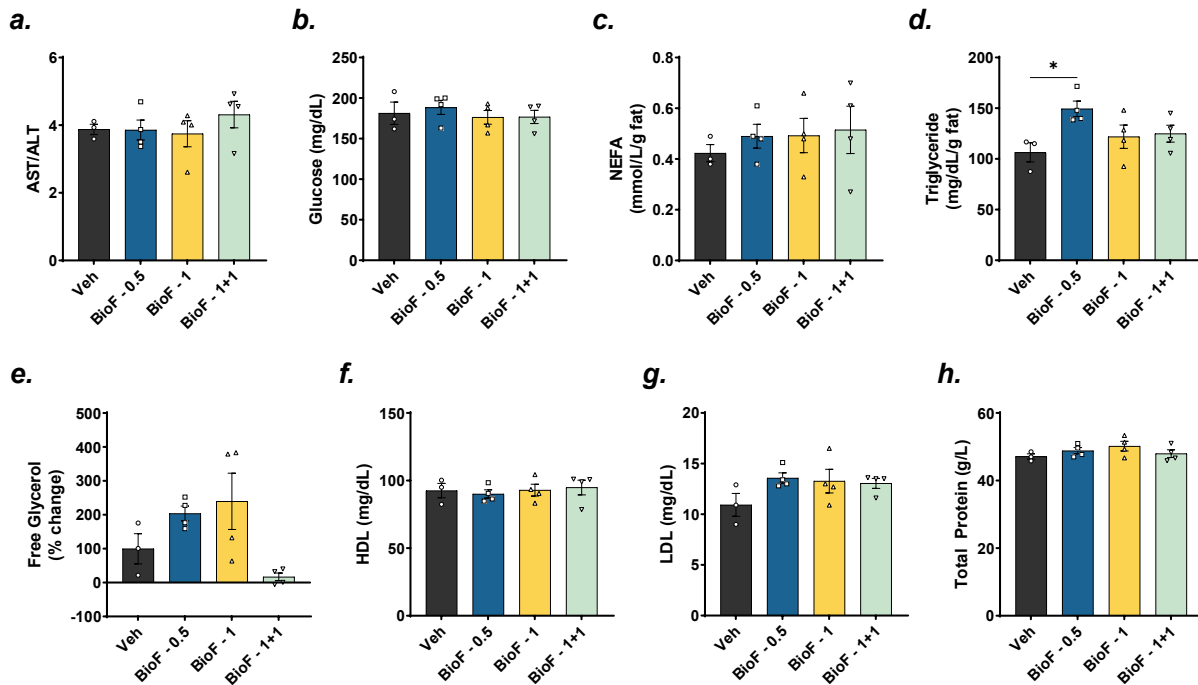 a.
AST/ALT
6
4
2
0
Veh
BioF - 0.5
BioF - 1
BioF - 1+1
b.
Glucose (mg/dL)
250
200
150
100
50
0
Veh
BioF - 0.5
BioF - 1
BioF - 1+1
c.
NEFA
(mmol/L/g fat)
0.8
0.6
0.4
0.2
0.0
Veh
BioF - 0.5
BioF - 1
BioF - 1+1
d.
Triglyceride
(mg/dL/g fat)
200
150
100
50
0
*
Veh
BioF - 0.5
BioF - 1
BioF - 1+1
e.
Free Glycerol
(% change)
500
400
300
200
100
0
-100
Veh
BioF - 0.5
BioF - 1
BioF - 1+1
f.
HDL (mg/dL)
150
100
50
0
Veh
BioF - 0.5
BioF - 1
BioF - 1+1
g.
LDL (mg/dL)
20
15
10
5
0
Veh
BioF - 0.5
BioF - 1
BioF - 1+1
h.
Total Protein (g/L)
60
40
20
0
Veh
BioF - 0.5
BioF - 1
BioF - 1+1